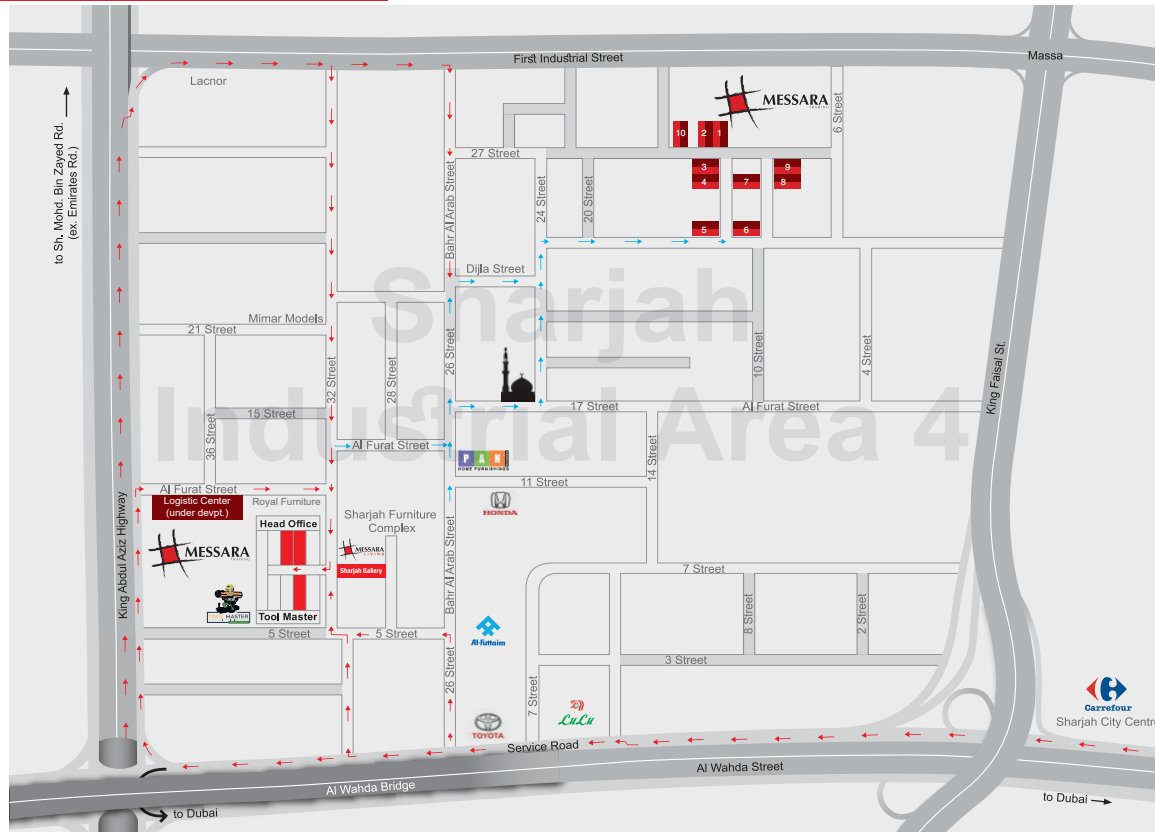 First Industrial Street
Massa
Lacnor
MESSARA
TRADING
6 Street
to Sh. Mohd. Bin Zayed Rd.
(ex. Emirates Rd.)
10
2
1
27 Street
3
4
7
9
8
5
6
Bahr Al Arab Street
24 Street
20 Street
Dijla Street
Sharjah
Industrial Area 4
Mimar Models
21 Street
32 Street
28 Street
26 Street
10 Street
4 Street
King Faisal St.
15 Street
36 Street
17 Street
Al Furat Street
Al Furat Street
14 Street
PAN
HOME FURNISHINGS
11 Street
Al Furat Street
Logistic Center
(under devpt.)
Royal Furniture
HONDA
Sharjah Furniture
Complex
Head Office
MESSARA
TRADING
MESSARA
LIVING
Sharjah Gallery
King Abdul Aziz Highway
Bahr Al Arab Street
7 Street
TOOL MASTER
Tool Master
5 Street
5 Street
8 Street
2 Street
Al-Futtaim
3 Street
26 Street
7 Street
LuLu
TOYOTA
Carrefour
Sharjah City Centre
Service Road
Al Wahda Street
Al Wahda Bridge
to Dubai
to Dubai